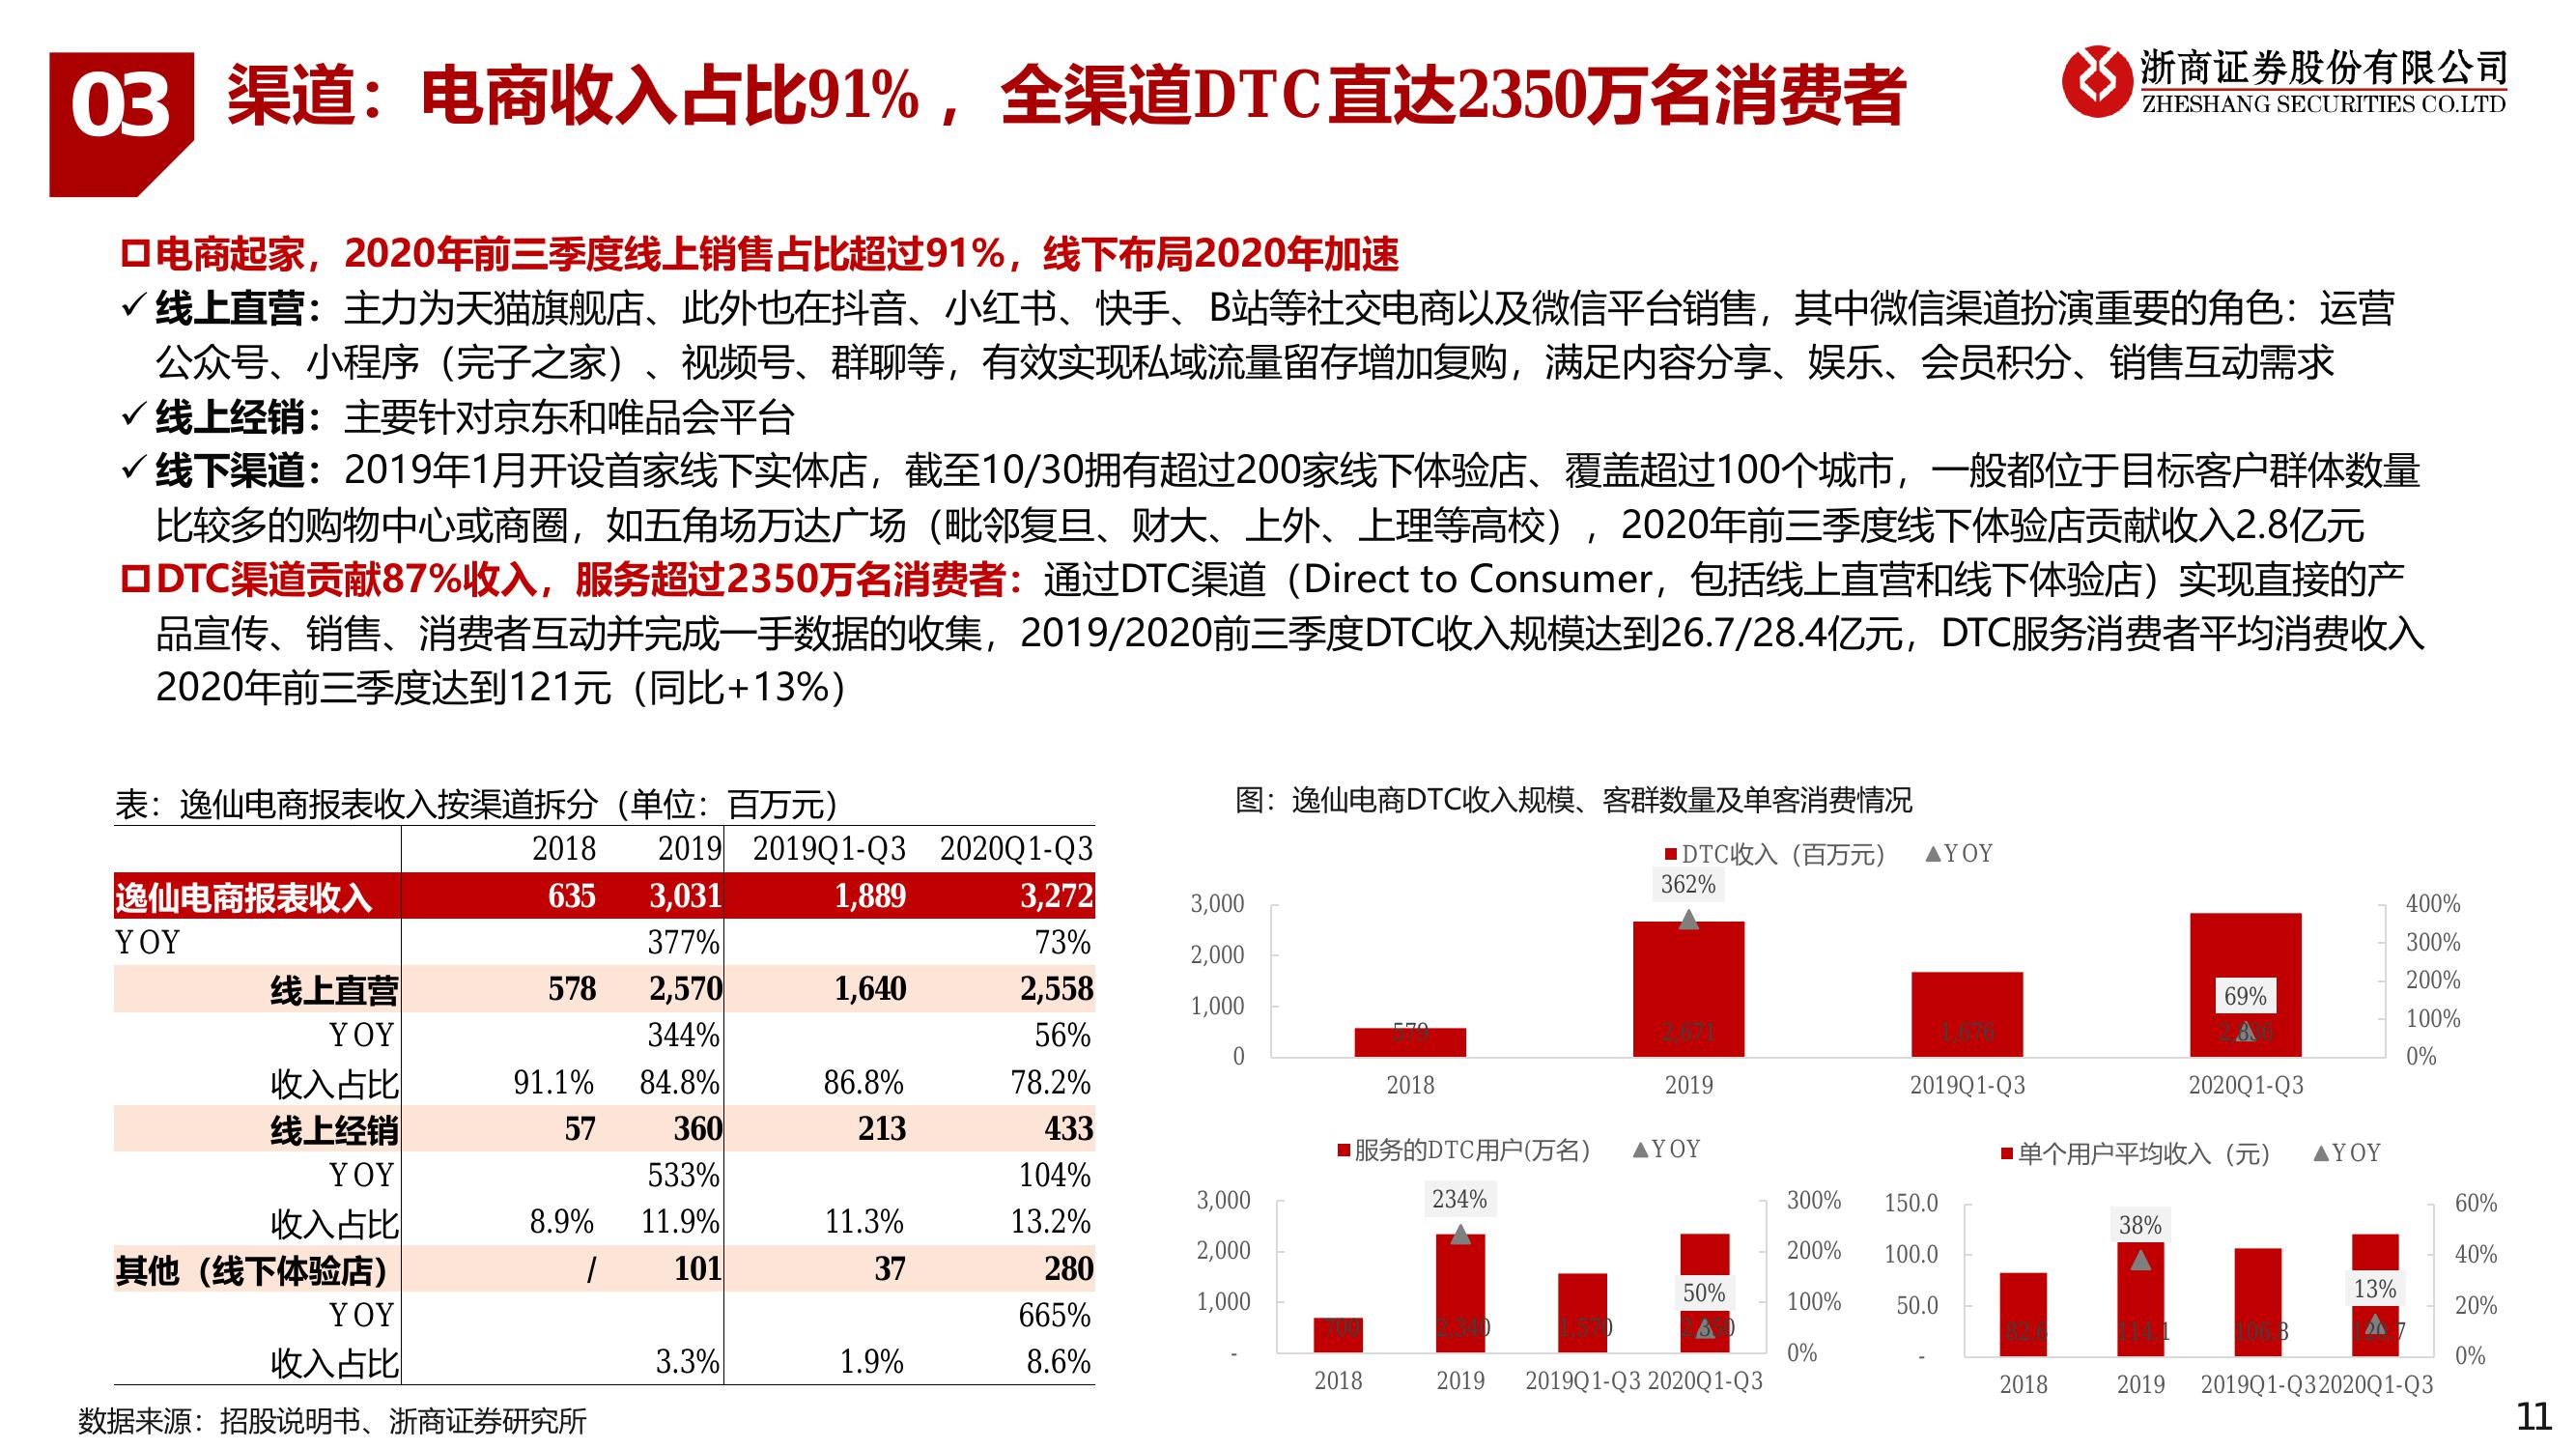 03
渠道：电商收入占比91%，全渠道DTC直达2350万名消费者
浙商证券股份有限公司
ZHESHANG SECURITIES CO.LTD
电商起家，2020年前三季度线上销售占比超过91%，线下布局2020年加速
✓ 线上直营：主力为天猫旗舰店、此外也在抖音、小红书、快手、B站等社交电商以及微信平台销售，其中微信渠道扮演重要的角色：运营
公众号、小程序（完子之家）、视频号、群聊等，有效实现私域流量留存增加复购，满足内容分享、娱乐、会员积分、销售互动需求
✓ 线上经销：主要针对京东和唯品会平台
✓ 线下渠道：2019年1月开设首家线下实体店，截至10/30拥有超过200家线下体验店、覆盖超过100个城市，一般都位于目标客户群体数量
比较多的购物中心或商圈，如五角场万达广场（毗邻复旦、财大、上外、上理等高校），2020年前三季度线下体验店贡献收入2.8亿元
DTC渠道贡献87%收入，服务超过2350万名消费者：通过DTC渠道（Direct to Consumer，包括线上直营和线下体验店）实现直接的产
品宣传、销售、消费者互动并完成一手数据的收集，2019/2020前三季度DTC收入规模达到26.7/28.4亿元，DTC服务消费者平均消费收入
2020年前三季度达到121元（同比+13%）
表：逸仙电商报表收入按渠道拆分（单位：百万元）
2018 2019 2019Q1-Q3 2020Q1-Q3
逸仙电商报表收入 635 3,031 1,889 3,272
YOY 377% 73%
线上直营 578 2,570 1,640 2,558
YOY 344% 56%
收入占比 91.1% 84.8% 86.8% 78.2%
线上经销 57 360 213 433
YOY 533% 104%
收入占比 8.9% 11.9% 11.3% 13.2%
其他（线下体验店） / 101 37 280
YOY 665%
收入占比 3.3% 1.9% 8.6%
图：逸仙电商DTC收入规模、客群数量及单客消费情况
DTC收入（百万元） YOY
362%
3,000 400%
300%
2,000
200%
69%
1,000
100%
579 2,671 1,676 2,836
0 0%
2018 2019 2019Q1-Q3 2020Q1-Q3
服务的DTC用户(万名） YOY
3,000 234% 300%
2,000 200%
50%
1,000 100%
700 2,340 1,570 2,350
- 0%
2018 2019 2019Q1-Q3 2020Q1-Q3
单个用户平均收入（元） YOY
150.0 60%
38%
100.0 40%
13%
50.0 20%
82.6 114.1 106.8 120.7
- 0%
2018 2019 2019Q1-Q3 2020Q1-Q3
数据来源：招股说明书、浙商证券研究所
11